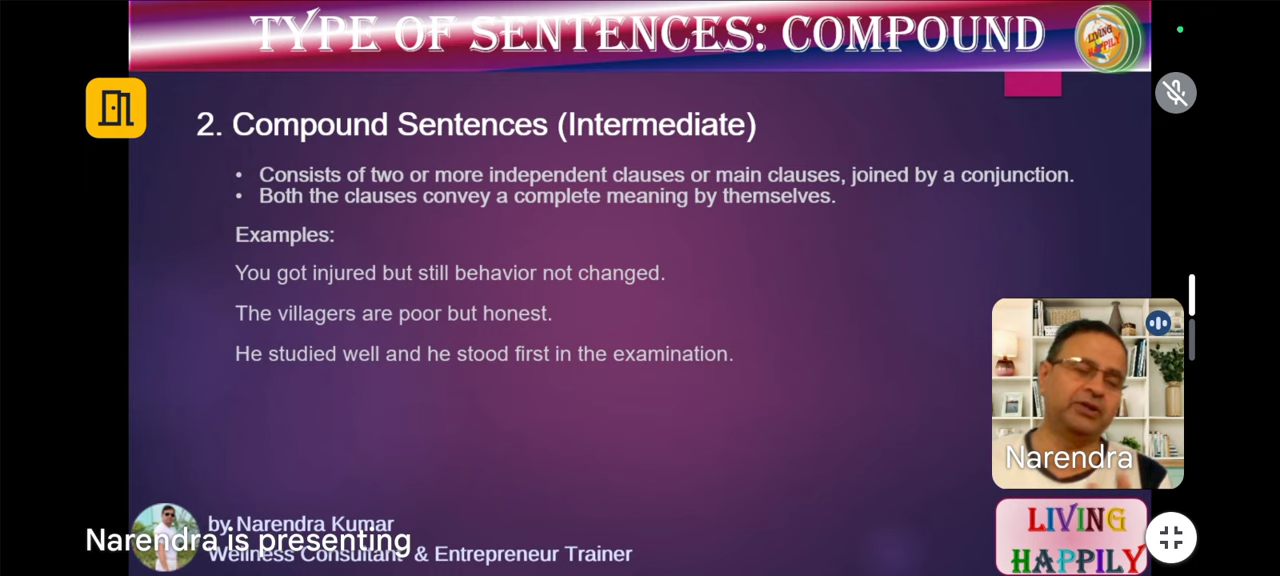 TYPE OF SENTENCES: COMPOUND
LIVING
HAPPILY
2. Compound Sentences (Intermediate)
• Consists of two or more independent clauses or main clauses, joined by a conjunction.
• Both the clauses convey a complete meaning by themselves.
Examples:
You got injured but still behavior not changed.
The villagers are poor but honest.
He studied well and he stood first in the examination.
Narendra
by Narendra Kumar
Narendra is presenting
Wellness Consultant & Entrepreneur Trainer
LIVING
HAPPILY